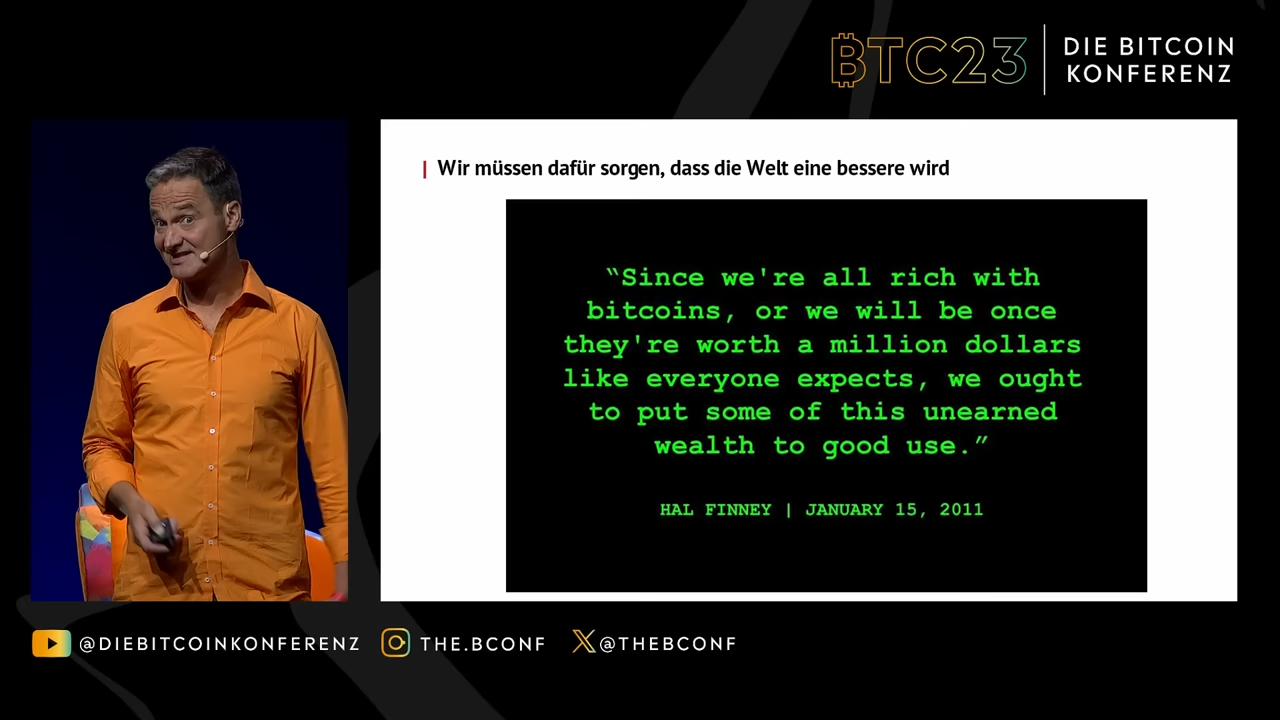 ₿TC23
DIE BITCOIN
KONFERENZ
| Wir müssen dafür sorgen, dass die Welt eine bessere wird
“Since we're all rich with
bitcoins, or we will be once
they're worth a million dollars
like everyone expects, we ought
to put some of this unearned
wealth to good use.”
HAL FINNEY | JANUARY 15, 2011
@DIEBITCOINKONFERENZ
THE.BCONF
@THEBCONF